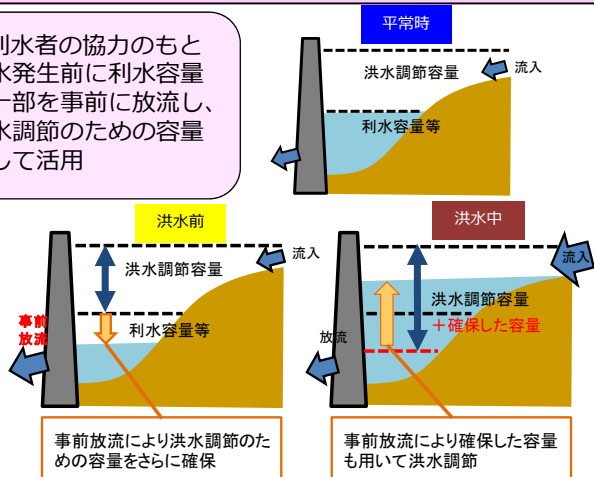 利水者の協力のもと
水発生前に利水容量
一部を事前に放流し、
水調節のための容量
して活用
平常時
洪水調節容量
流入
利水容量等
洪水前
流入
洪水調節容量
利水容量等
事前
放流
事前放流により洪水調節のた
めの容量をさらに確保
洪水中
流入
洪水調節容量
+確保した容量
放流
事前放流により確保した容量
も用いて洪水調節